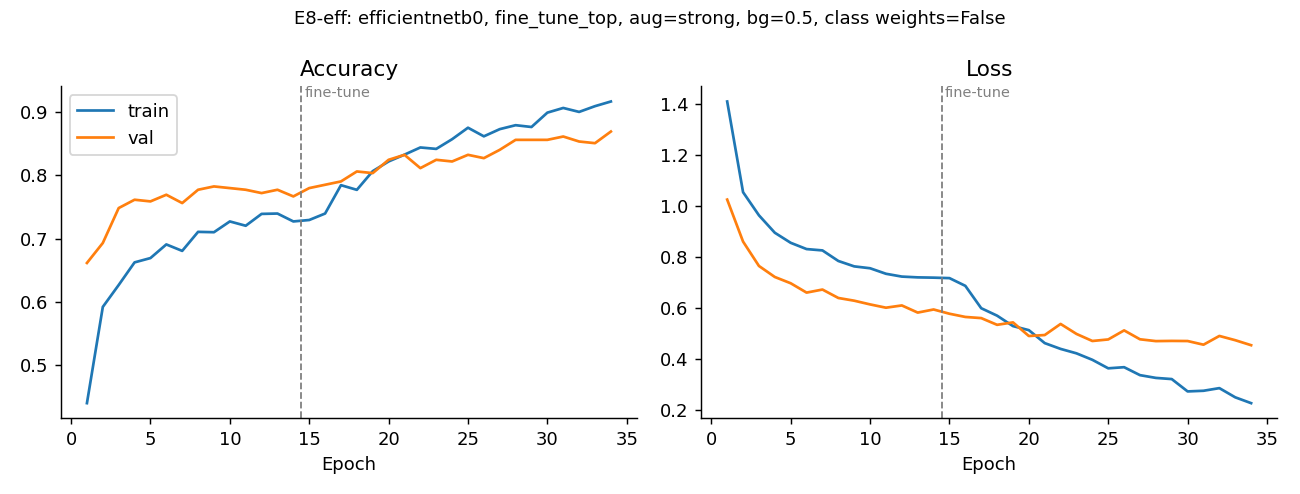 E8-eff: efficientnetb0, fine_tune_top, aug=strong, bg=0.5, class weights=False
Accuracy
fine-tune
train
val
0.9
0.8
0.7
0.6
0.5
0 5 10 15 20 25 30 35
Epoch
Loss
fine-tune
1.4
1.2
1.0
0.8
0.6
0.4
0.2
0 5 10 15 20 25 30 35
Epoch